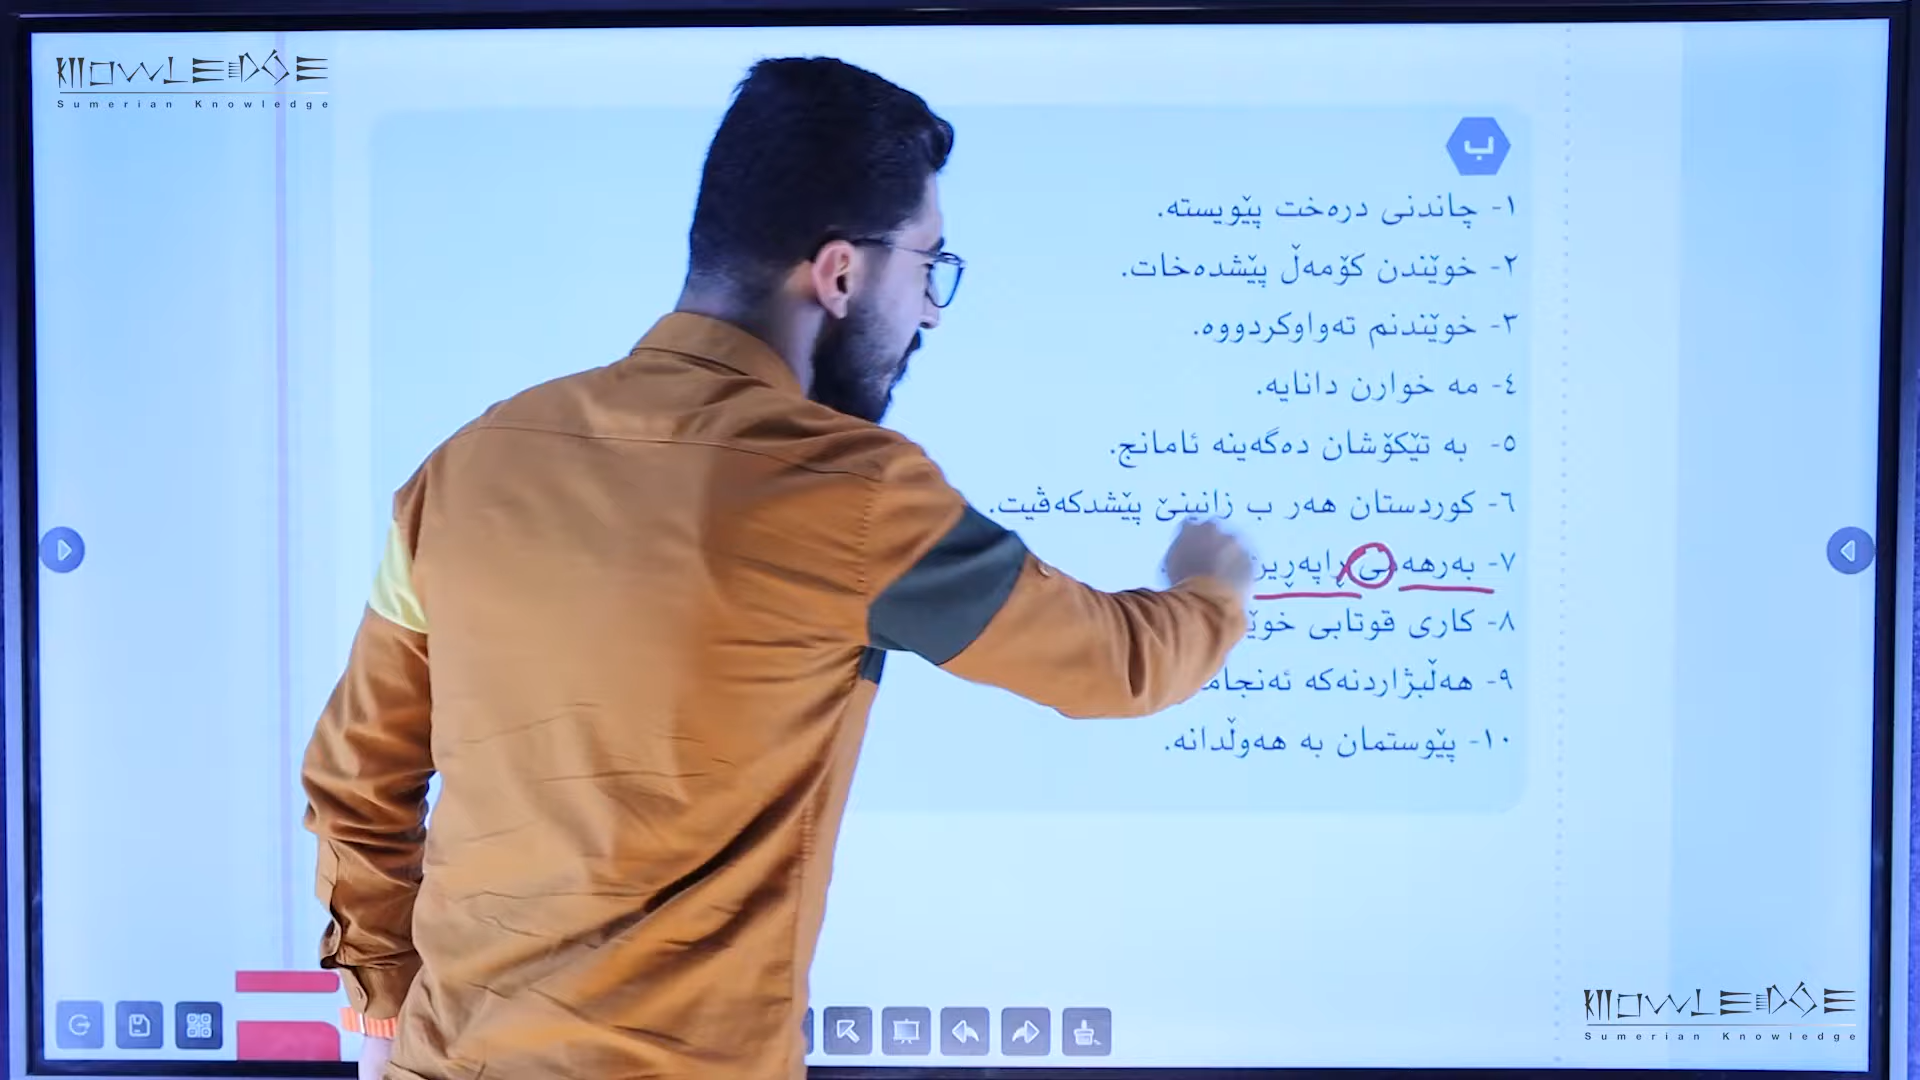 KNOWLEDGE
Sumerian Knowledge
ب
١- چاندنی درەخت پێویستە.
٢- خوێندن کۆمەڵ پێشدەخات.
٣- خوێندنم تەواوکردووە.
٤- مە خوارن دانایە.
٥- بە تێکۆشان دەگەینە ئامانج.
٦- کوردستان هەر ب زانینێ پێشدکەڤیت.
٧- بەرهەمی ڕاپەڕین
٨- کاری قوتابی
٩- هەڵبژاردنەکە
١٠- پێوستمان بە هەوڵدانە.
KNOWLEDGE
Sumerian Knowledge